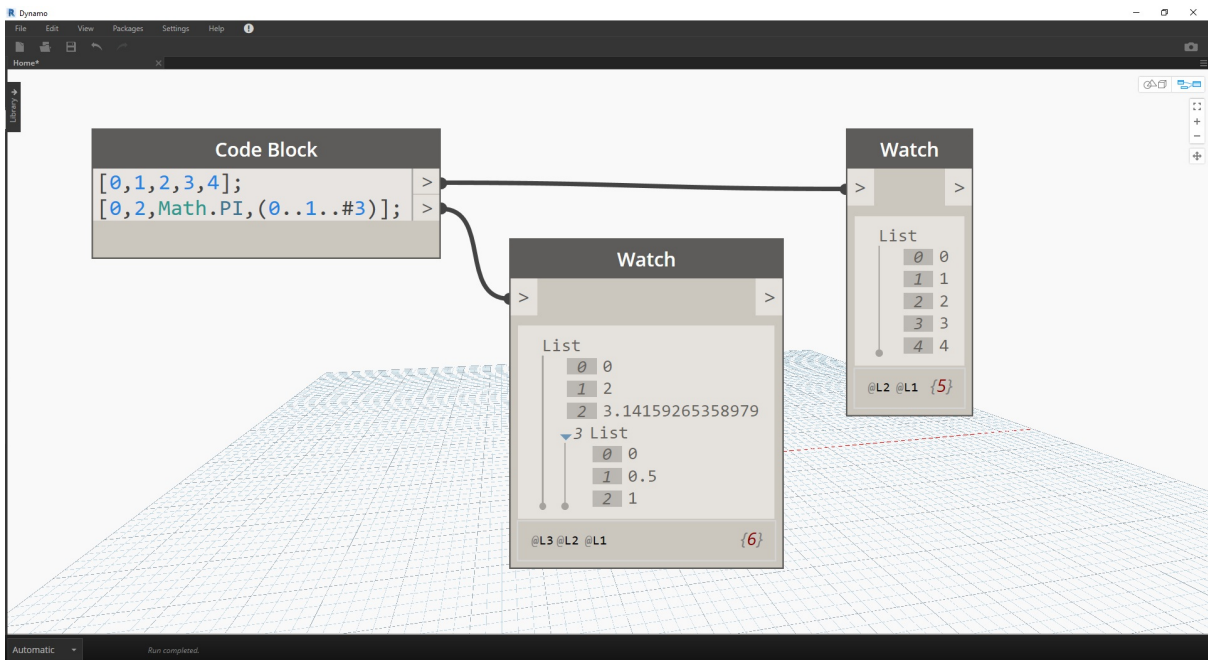 R Dynamo
File Edit View Packages Settings Help !
Home* ×
Library →
Code Block
[0,1,2,3,4]; >
[0,2,Math.PI,(0..1..#3)]; >
Watch
> >
List
0 0
1 1
2 2
3 3
4 4
@L2 @L1 {5}
Watch
> >
List
0 0
1 2
2 3.14159265358979
3 List
0 0
1 0.5
2 1
@L3 @L2 @L1 {6}
Automatic Run completed.